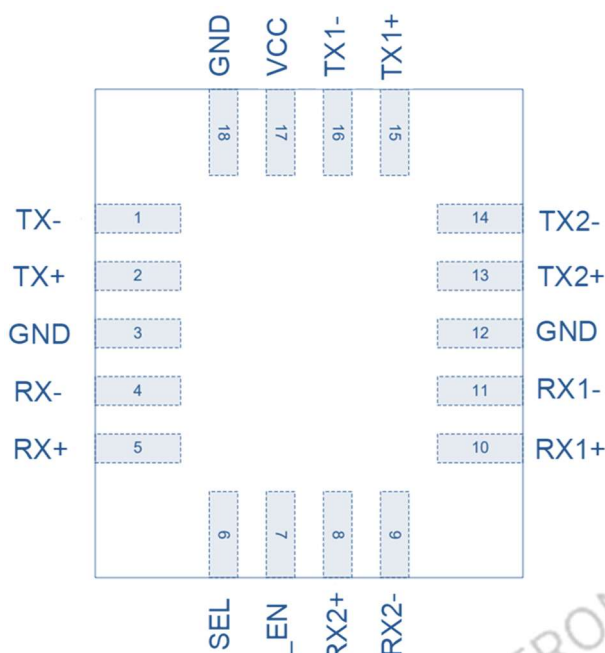 GND VCC TX1- TX1+
18 17 16 15
TX- 1 14 TX2-
TX+ 2 13 TX2+
GND 3 12 GND
RX- 4 11 RX1-
RX+ 5 10 RX1+
6 7 8 9
SEL _EN RX2+ RX2-